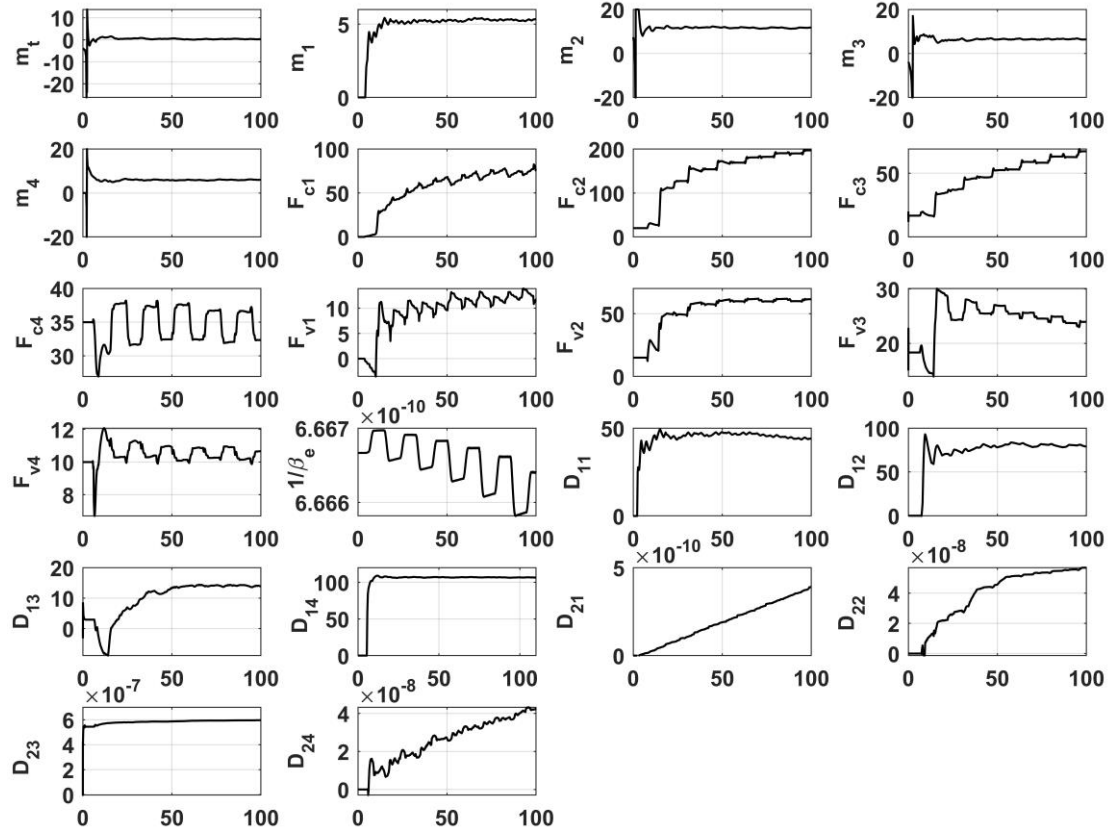 m_t
10
0
-10
-20
0 50 100
m_1
5
0
0 50 100
m_2
20
0
-20
0 50 100
m_3
20
0
-20
0 50 100
m_4
20
0
-20
0 50 100
F_c1
100
50
0
0 50 100
F_c2
200
100
0
0 50 100
F_c3
50
0
0 50 100
F_c4
40
35
30
0 50 100
F_v1
10
5
0
0 50 100
F_v2
50
0
0 50 100
F_v3
30
20
0 50 100
F_v4
12
10
8
0 50 100
×10^-10
1/β_e
6.667
6.666
0 50 100
D_11
50
0
0 50 100
D_12
100
50
0
0 50 100
D_13
20
10
0
0 50 100
D_14
100
50
0
0 50 100
×10^-10
D_21
5
0
0 50 100
×10^-8
D_22
4
2
0
0 50 100
×10^-7
D_23
6
4
2
0
0 50 100
×10^-8
D_24
4
2
0
0 50 100